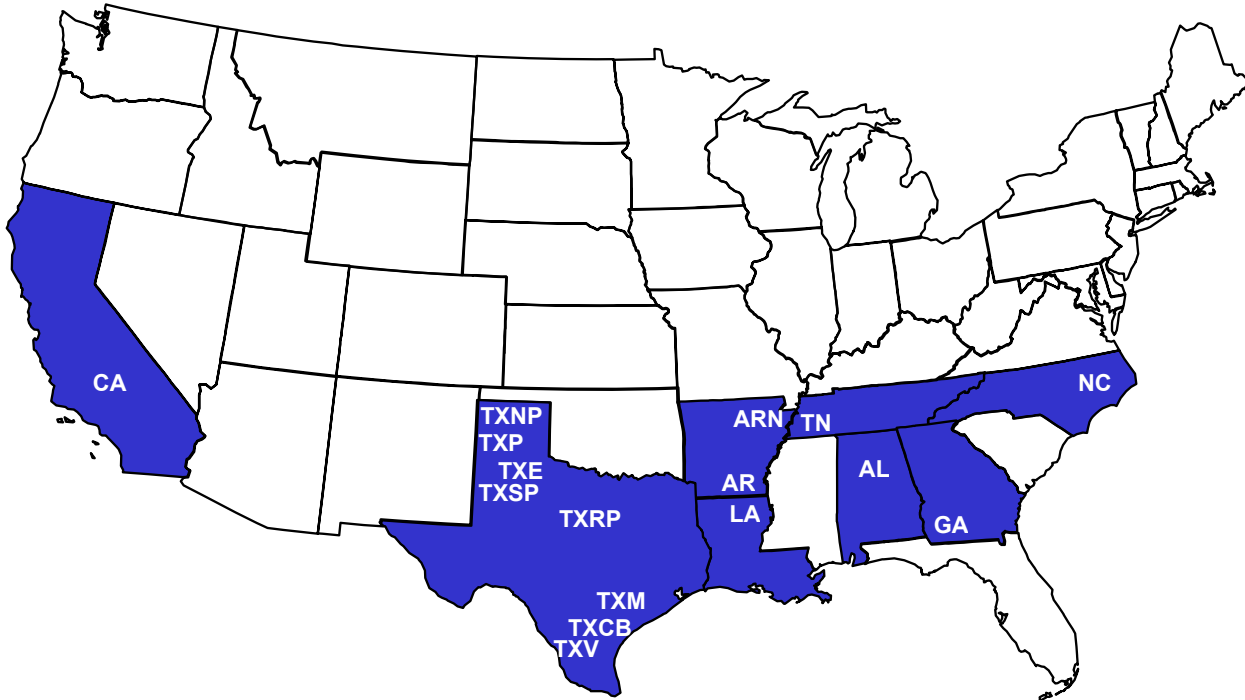 CA
NC
TXNP
ARN
TN
TXP
TXE
AL
TXSP
AR
LA
TXRP
GA
TXM
TXCB
TXV